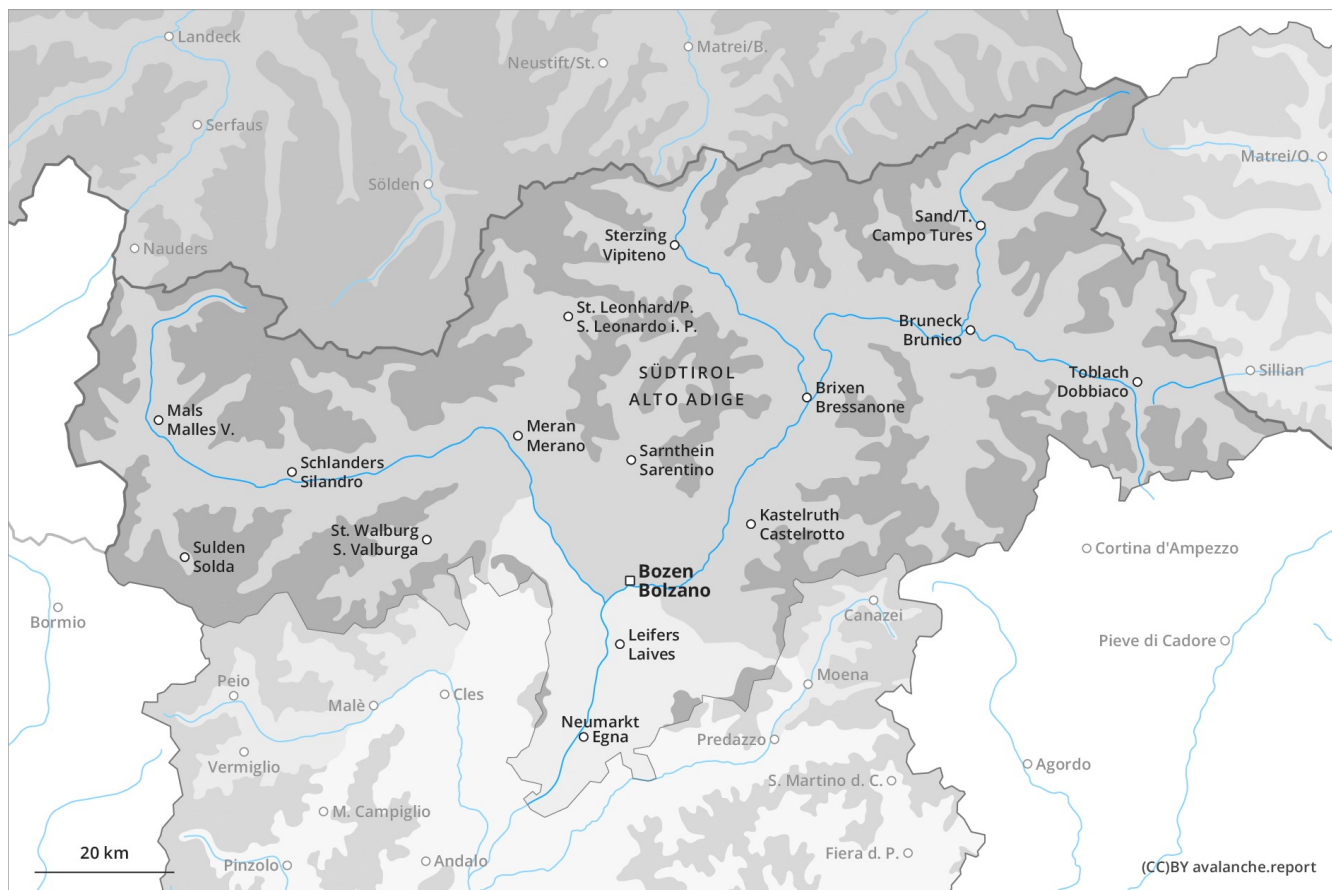 Landeck
Matrei/B.
Neustift/St.
Serfaus
Matrei/O.
Sölden
Sand/T.
Campo Tures
Sterzing
Vipiteno
Nauders
St. Leonhard/P.
S. Leonardo i. P.
Bruneck
Brunico
SÜDTIROL
ALTO ADIGE
Toblach
Dobbiaco
Sillian
Brixen
Bressanone
Mals
Malles V.
Meran
Merano
Sarnthein
Sarentino
Schlanders
Silandro
Kastelruth
Castelrotto
St. Walburg
S. Valburga
Sulden
Solda
Cortina d'Ampezzo
Bozen
Bolzano
Bormio
Canazei
Leifers
Laives
Pieve di Cadore
Peio
Malè
Cles
Moena
Neumarkt
Egna
Predazzo
Vermiglio
Agordo
S. Martino d. C.
M. Campiglio
20 km
Pinzolo
Andalo
Fiera d. P.
(CC)BY avalanche.report